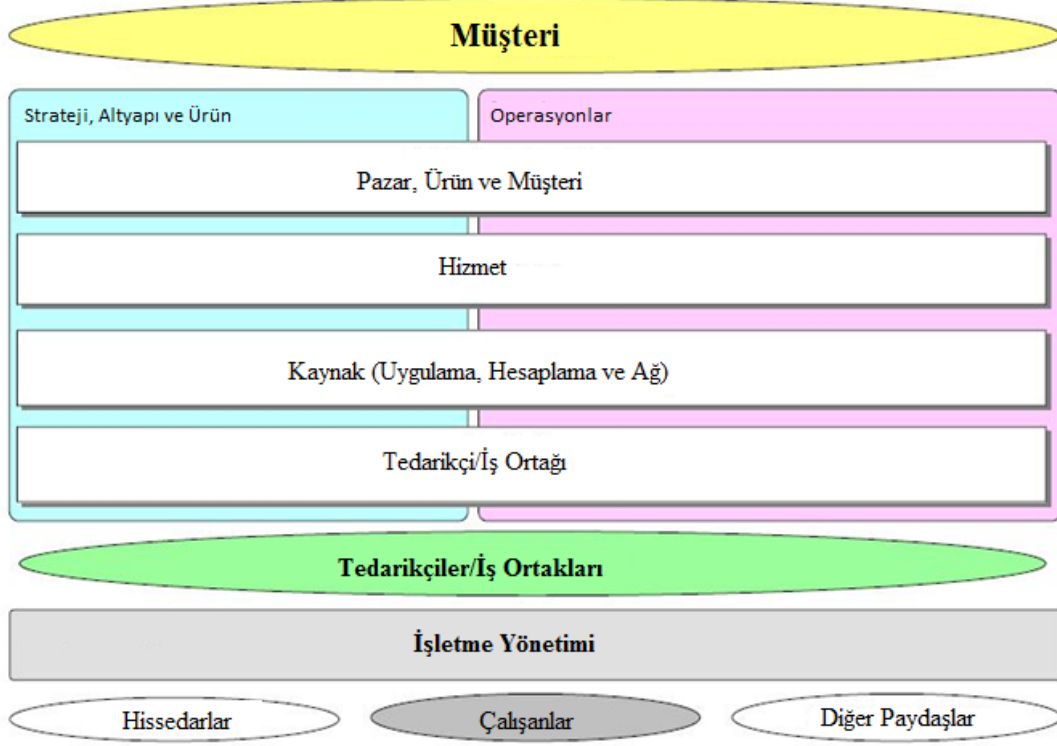 Müşteri
Strateji, Altyapı ve Ürün
Operasyonlar
Pazar, Ürün ve Müşteri
Hizmet
Kaynak (Uygulama, Hesaplama ve Ağ)
Tedarikçi/İş Ortağı
Tedarikçiler/İş Ortakları
İşletme Yönetimi
Hissedarlar
Çalışanlar
Diğer Paydaşlar